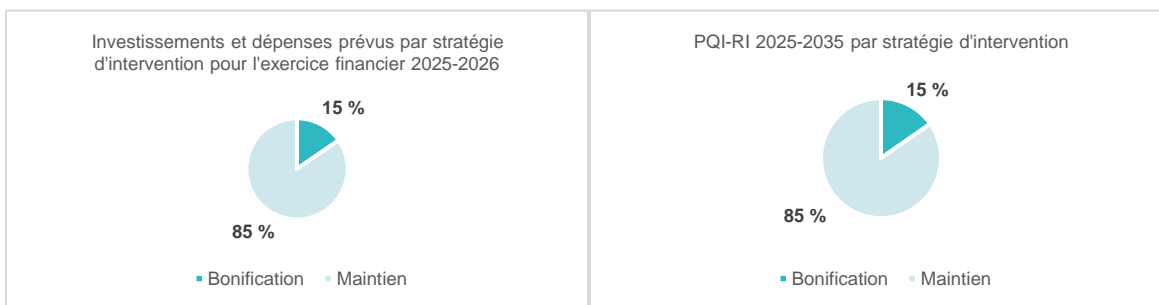 Investissements et dépenses prévus par stratégie
d'intervention pour l'exercice financier 2025-2026
15 %
85 %
Bonification Maintien
PQI-RI 2025-2035 par stratégie d'intervention
15 %
85 %
Bonification Maintien